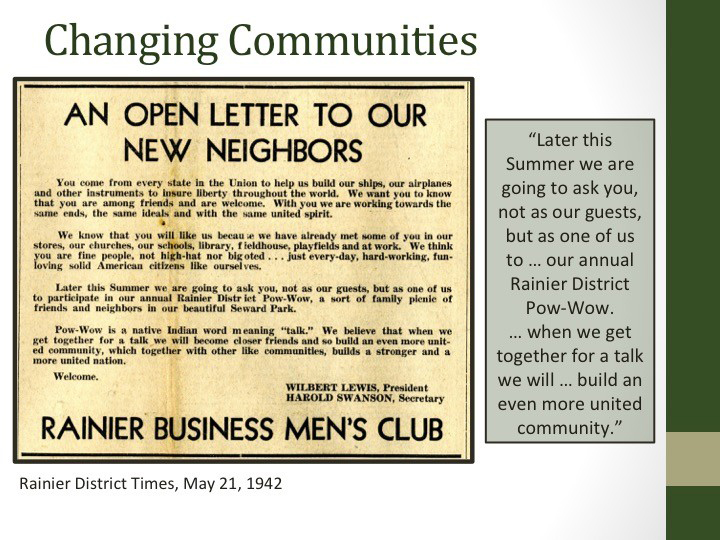 Changing Communities
AN OPEN LETTER TO OUR
NEW NEIGHBORS
You come from every state in the Union to help us build our ships, our airplanes
and other instruments to insure liberty throughout the world. We want you to know
that you are among friends and are welcome. With you we are working towards the
same ends, the same ideals and with the same united spirit.
We know that you will like us because we have already met some of you in our
stores, our churches, our schools, library, fieldhouse, playfields and at work. We think
you are fine people, not high-hat nor bigoted . . . just every-day, hard-working, fun-
loving solid American citizens like ourselves.
Later this Summer we are going to ask you, not as our guests, but as one of us
to participate in our annual Rainier District Pow-Wow, a sort of family picnic of
friends and neighbors in our beautiful Seward Park.
Pow-Wow is a native Indian word meaning "talk." We believe that when we
get together for a talk we will become closer friends and so build an even more unit-
ed community, which together with other like communities, builds a stronger and a
more united nation.
Welcome.
WILBERT LEWIS, President
HAROLD SWANSON, Secretary
RAINIER BUSINESS MEN'S CLUB
Rainier District Times, May 21, 1942
“Later this
Summer we are
going to ask you,
not as our guests,
but as one of us
to … our annual
Rainier District
Pow-Wow.
… when we get
together for a talk
we will … build an
even more united
community.”